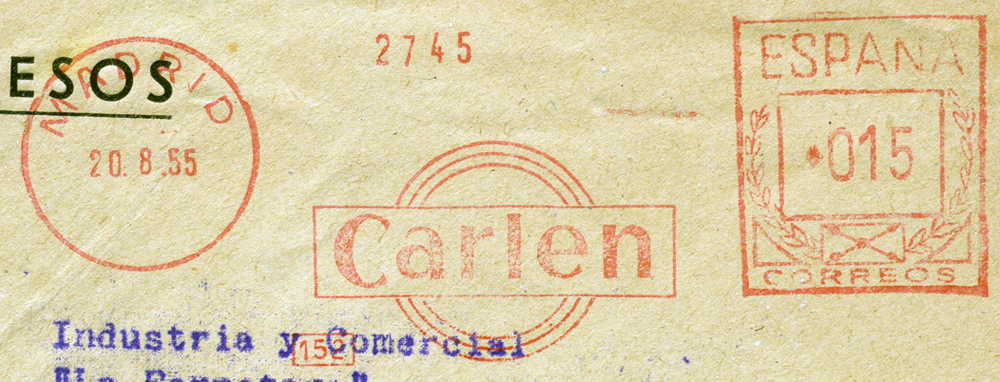 2745
ESOS
MADRID
20. 8 .55
ESPAÑA
*015
CORREOS
Carlen
Industria y Comercial
152